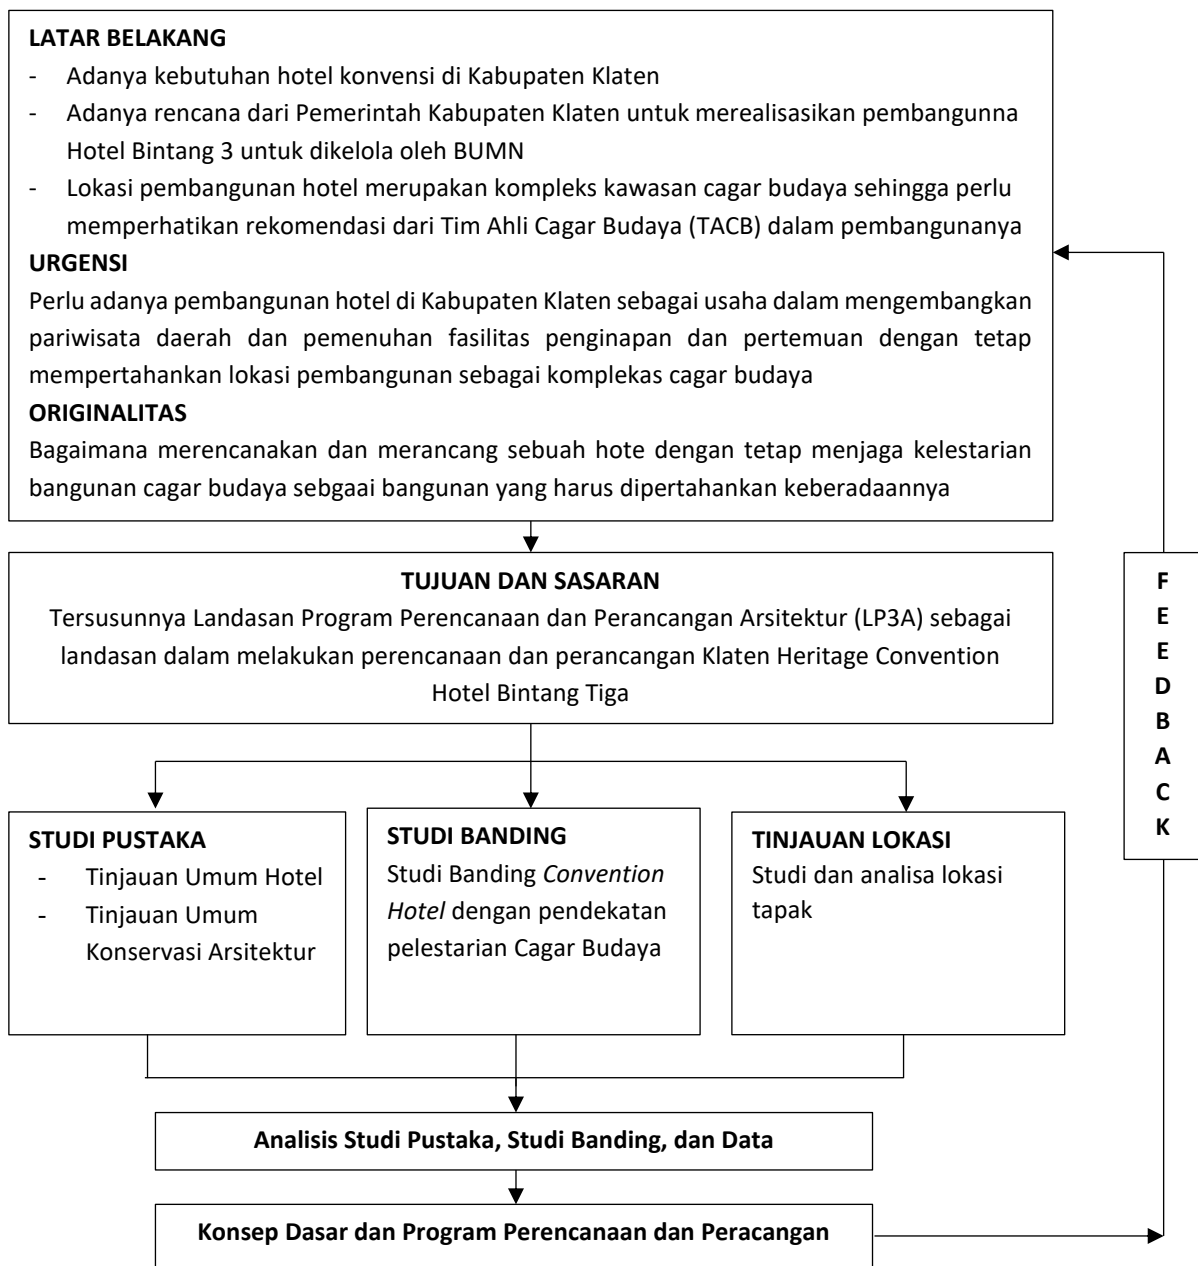 LATAR BELAKANG
- Adanya kebutuhan hotel konvensi di Kabupaten Klaten
- Adanya rencana dari Pemerintah Kabupaten Klaten untuk merealisasikan pembangunna
Hotel Bintang 3 untuk dikelola oleh BUMN
- Lokasi pembangunan hotel merupakan kompleks kawasan cagar budaya sehingga perlu
memperhatikan rekomendasi dari Tim Ahli Cagar Budaya (TACB) dalam pembangunanya
URGENSI
Perlu adanya pembangunan hotel di Kabupaten Klaten sebagai usaha dalam mengembangkan
pariwisata daerah dan pemenuhan fasilitas penginapan dan pertemuan dengan tetap
mempertahankan lokasi pembangunan sebagai komplekas cagar budaya
ORIGINALITAS
Bagaimana merencanakan dan merancang sebuah hote dengan tetap menjaga kelestarian
bangunan cagar budaya sebgaai bangunan yang harus dipertahankan keberadaannya
TUJUAN DAN SASARAN
Tersusunnya Landasan Program Perencanaan dan Perancangan Arsitektur (LP3A) sebagai
landasan dalam melakukan perencanaan dan perancangan Klaten Heritage Convention
Hotel Bintang Tiga
STUDI PUSTAKA
- Tinjauan Umum Hotel
- Tinjauan Umum
Konservasi Arsitektur
STUDI BANDING
Studi Banding Convention
Hotel dengan pendekatan
pelestarian Cagar Budaya
TINJAUAN LOKASI
Studi dan analisa lokasi
tapak
Analisis Studi Pustaka, Studi Banding, dan Data
Konsep Dasar dan Program Perencanaan dan Peracangan
F
E
E
D
B
A
C
K